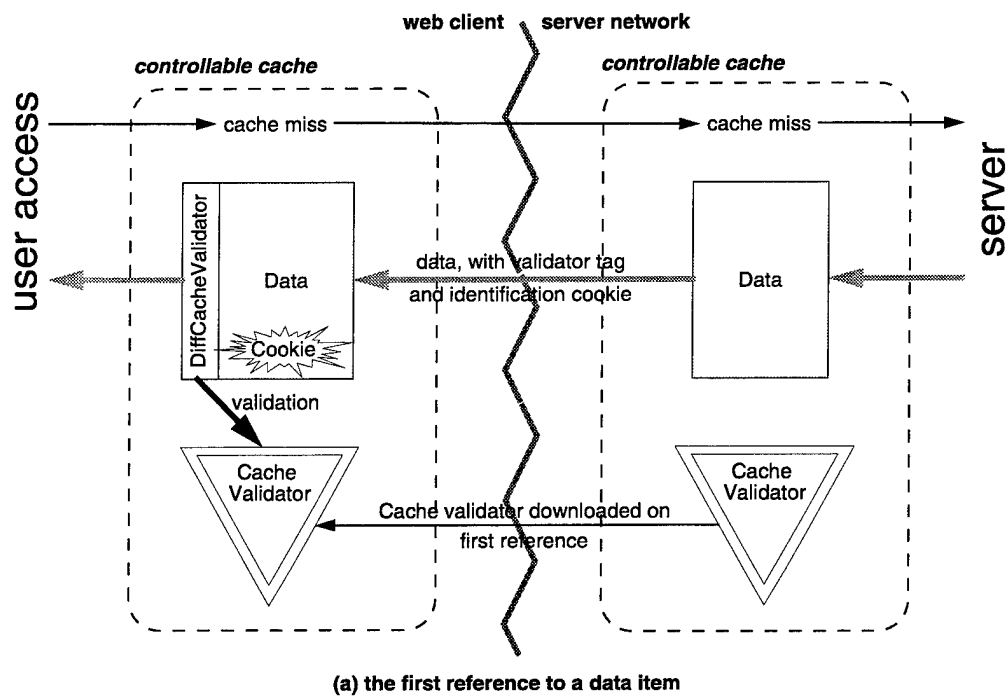 web client
server network
controllable cache
controllable cache
user access
cache miss
cache miss
server
DiffCacheValidator
Data
Cookie
data, with validator tag
and identification cookie
Data
validation
Cache
Validator
Cache
Validator
Cache validator downloaded on
first reference
(a) the first reference to a data item